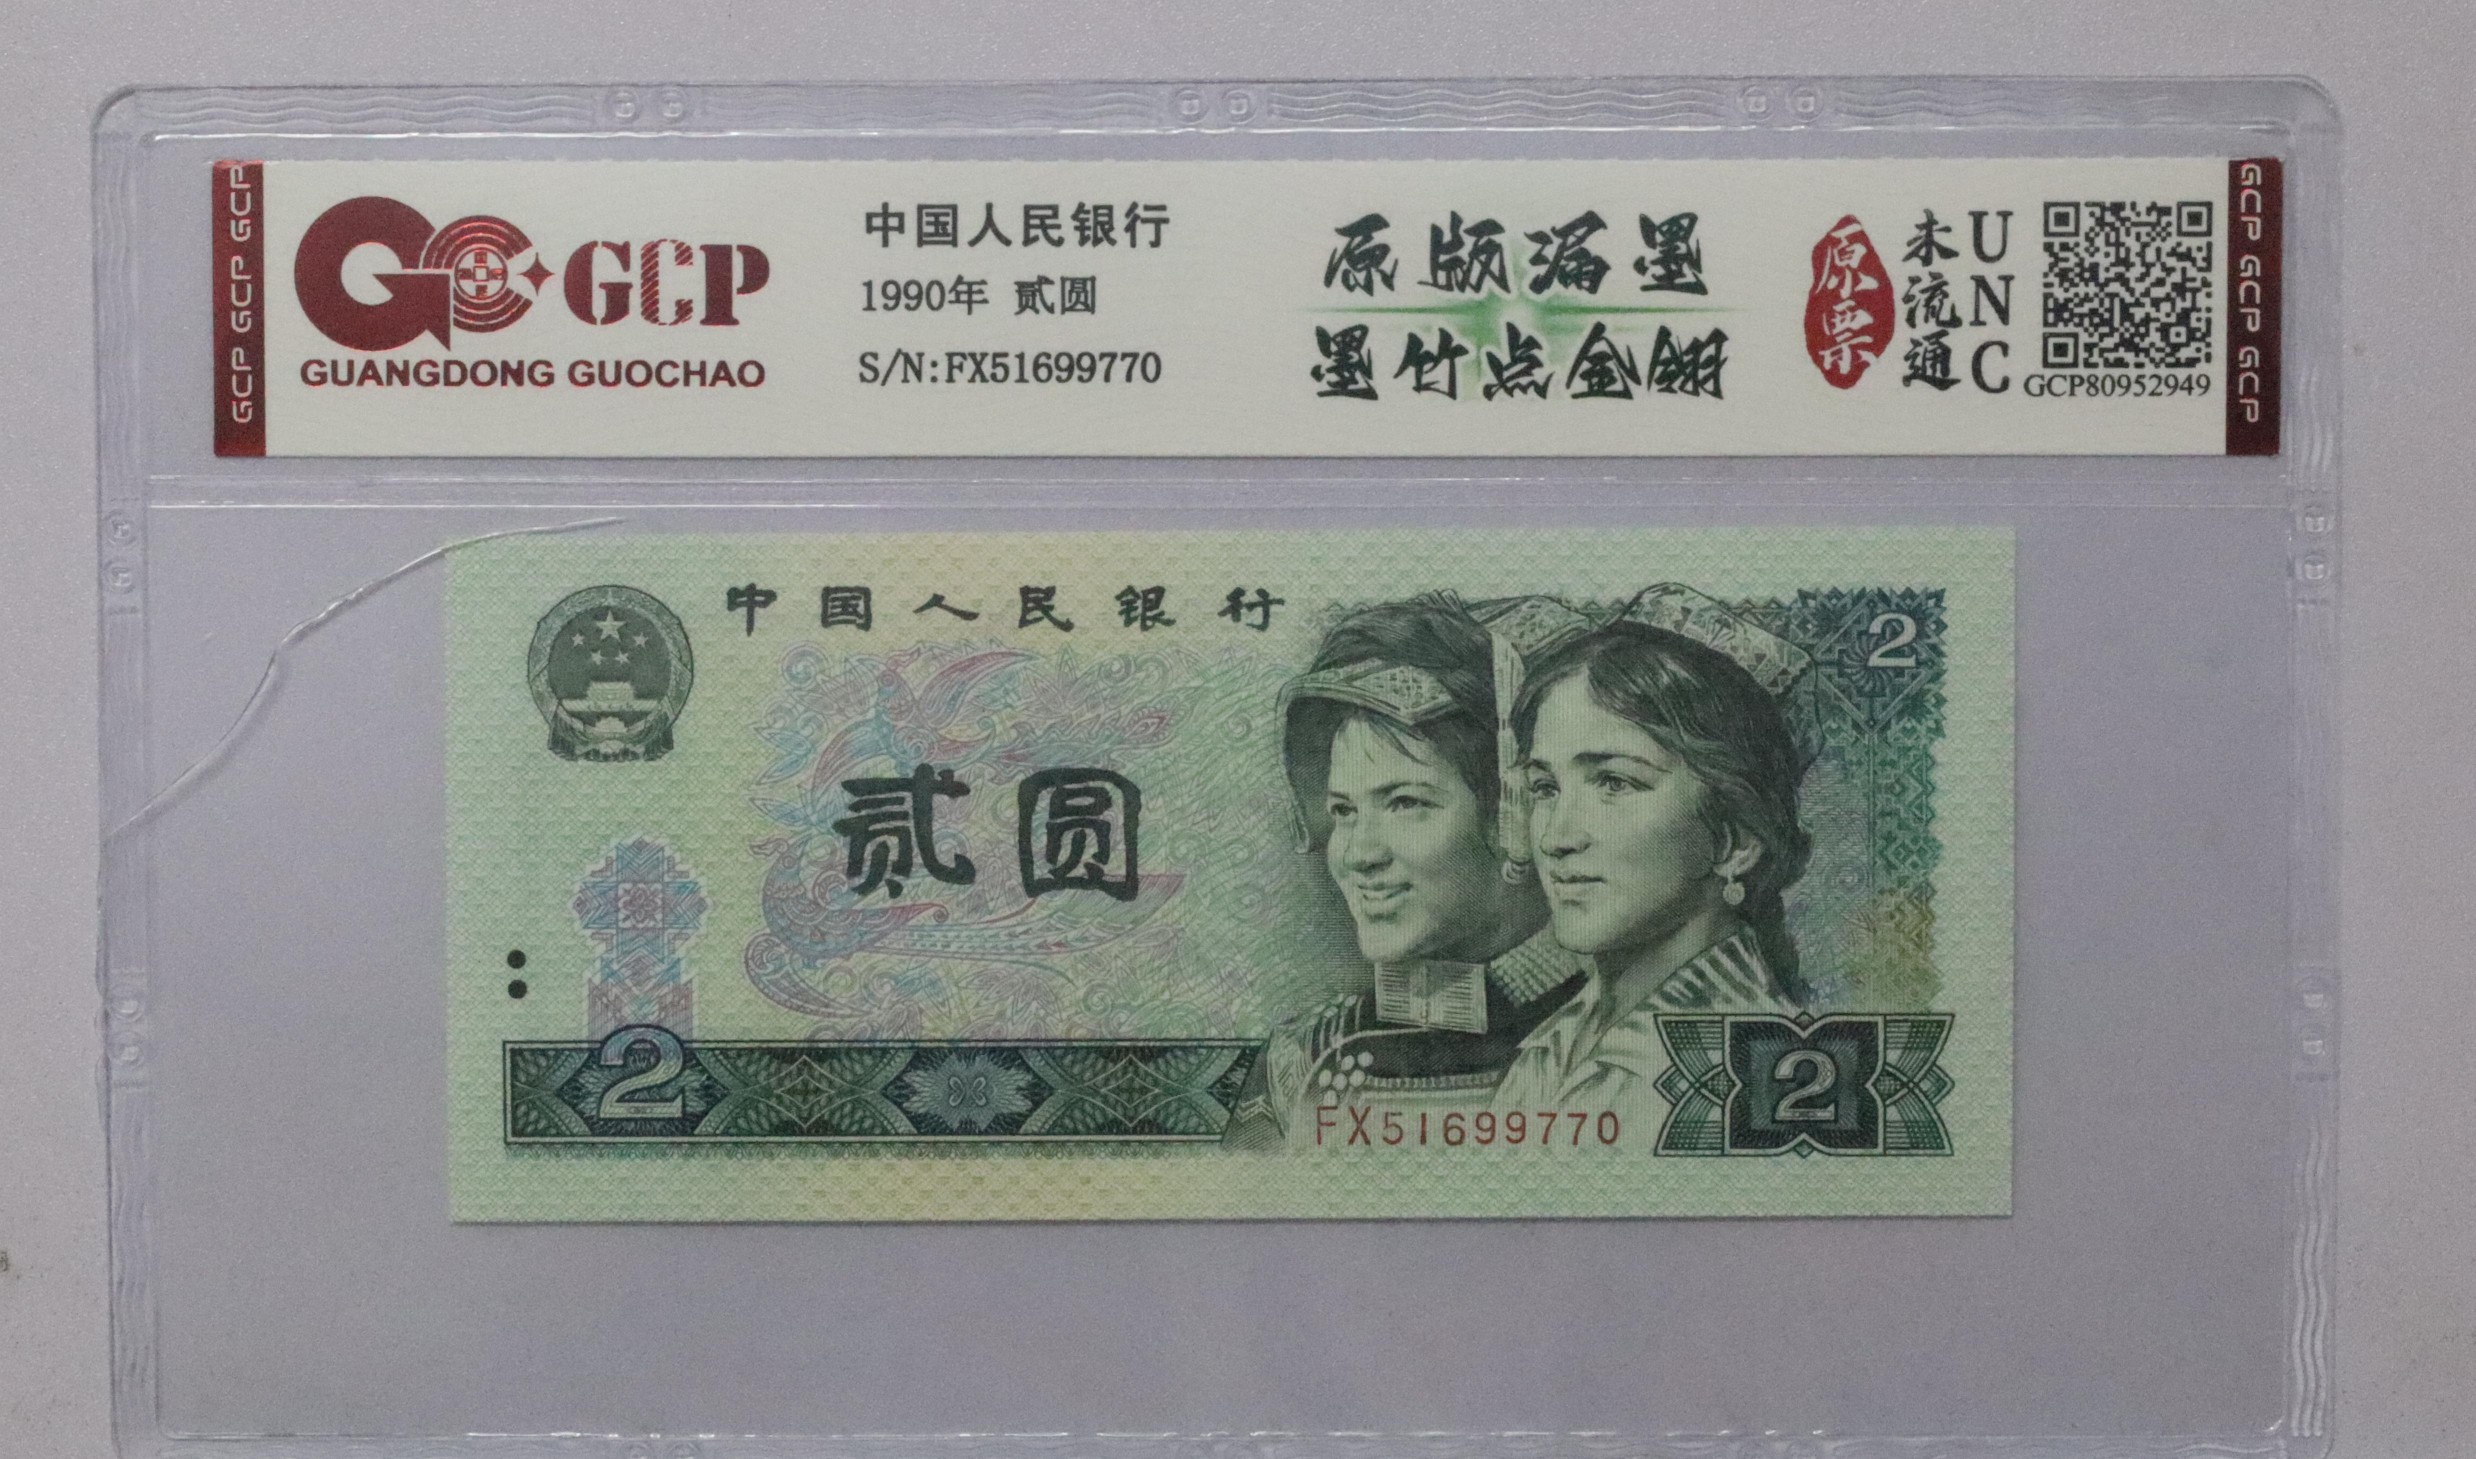 GCP GCP GCP
GCP
GUANGDONG GUOCHAO
中国人民银行
1990年 贰圆
S/N:FX51699770
原版漏墨
墨竹点金翎
原票
未流通
UNC
GCP80952949
GCP GCP GCP
中国人民银行
2
贰圆
2
FX51699770
2